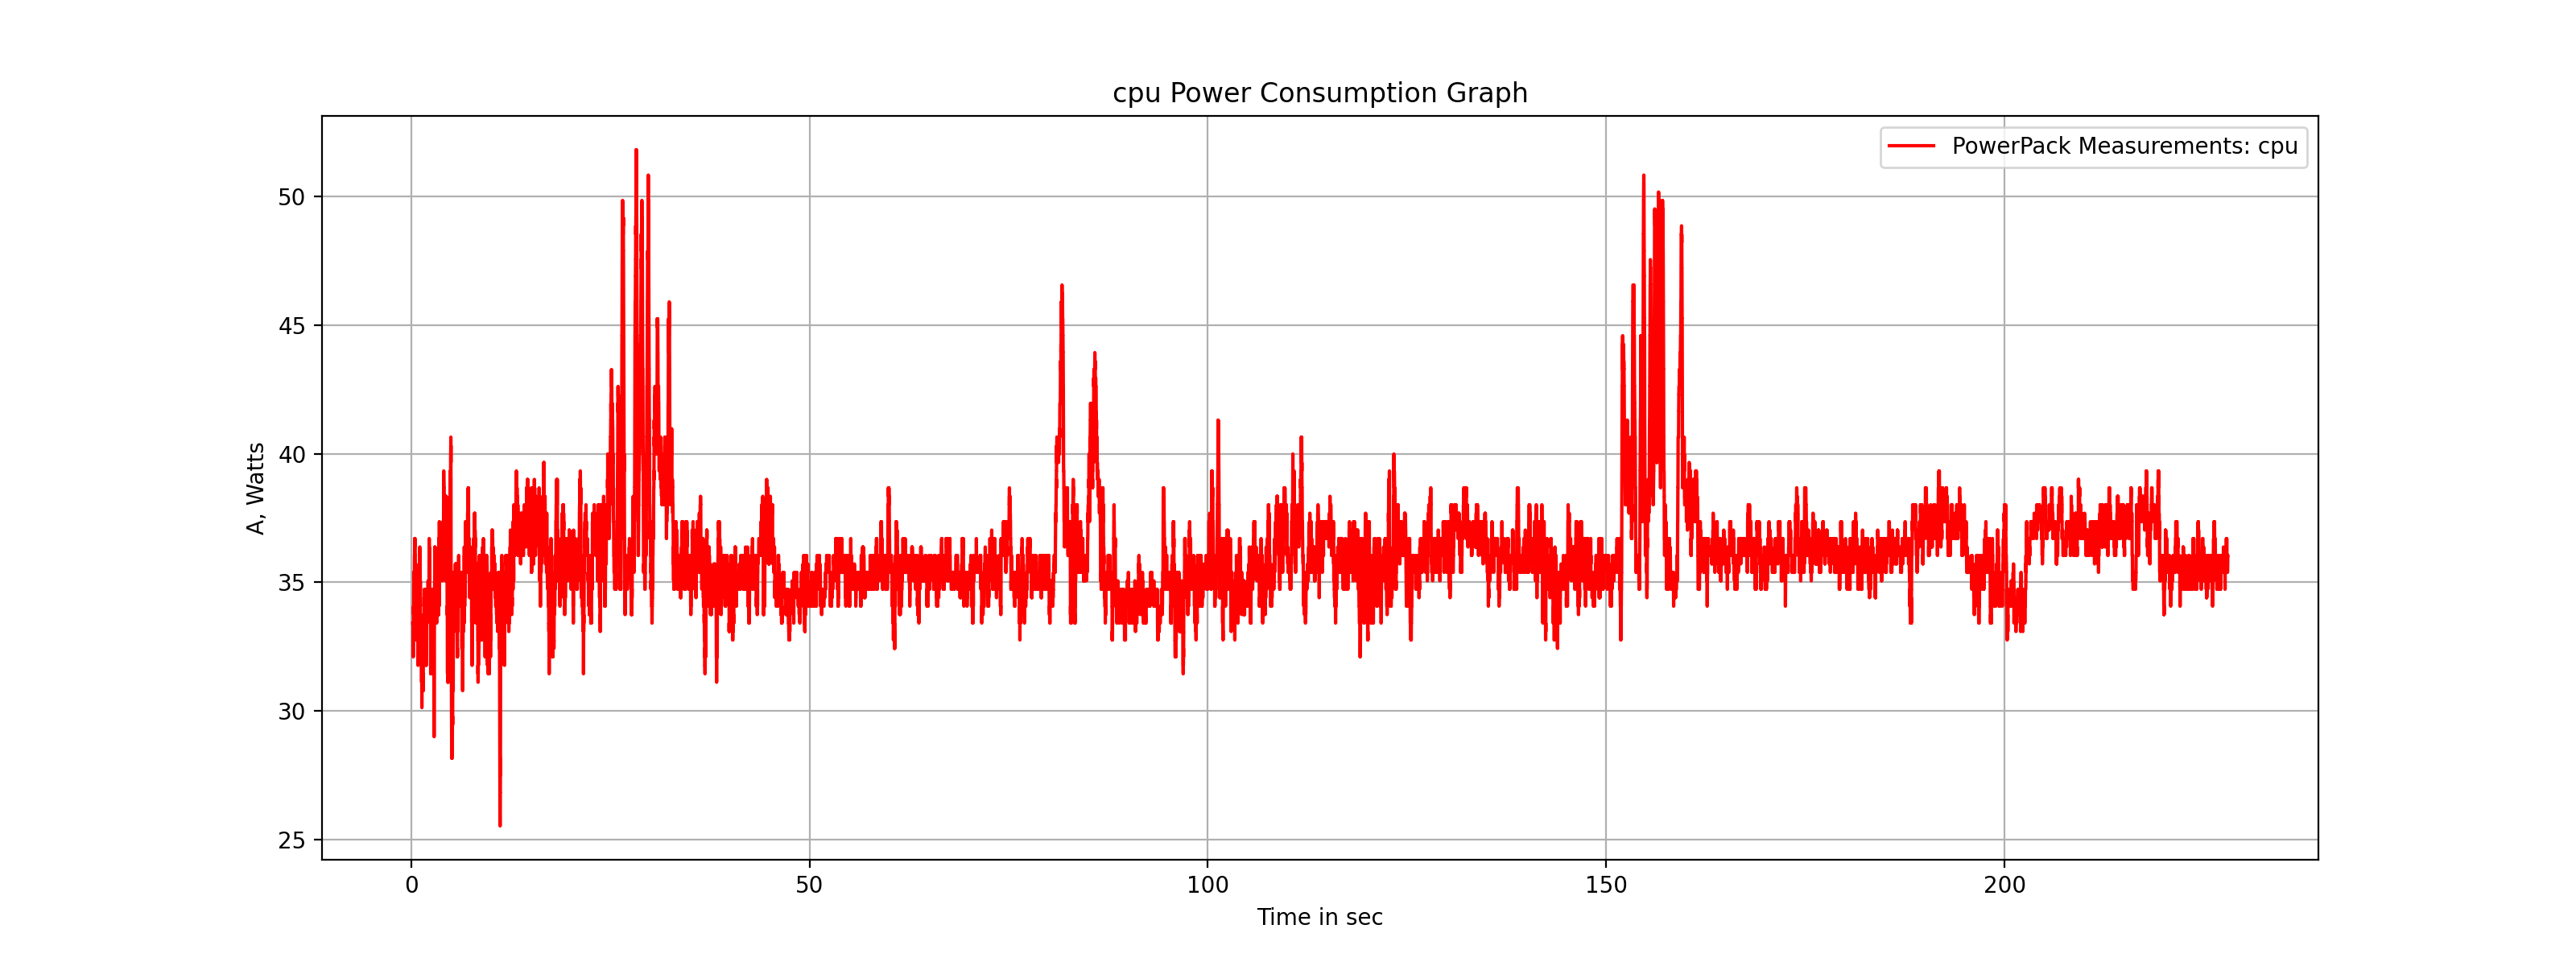 cpu Power Consumption Graph
PowerPack Measurements: cpu
A, Watts
50
45
40
35
30
25
0 50 100 150 200
Time in sec